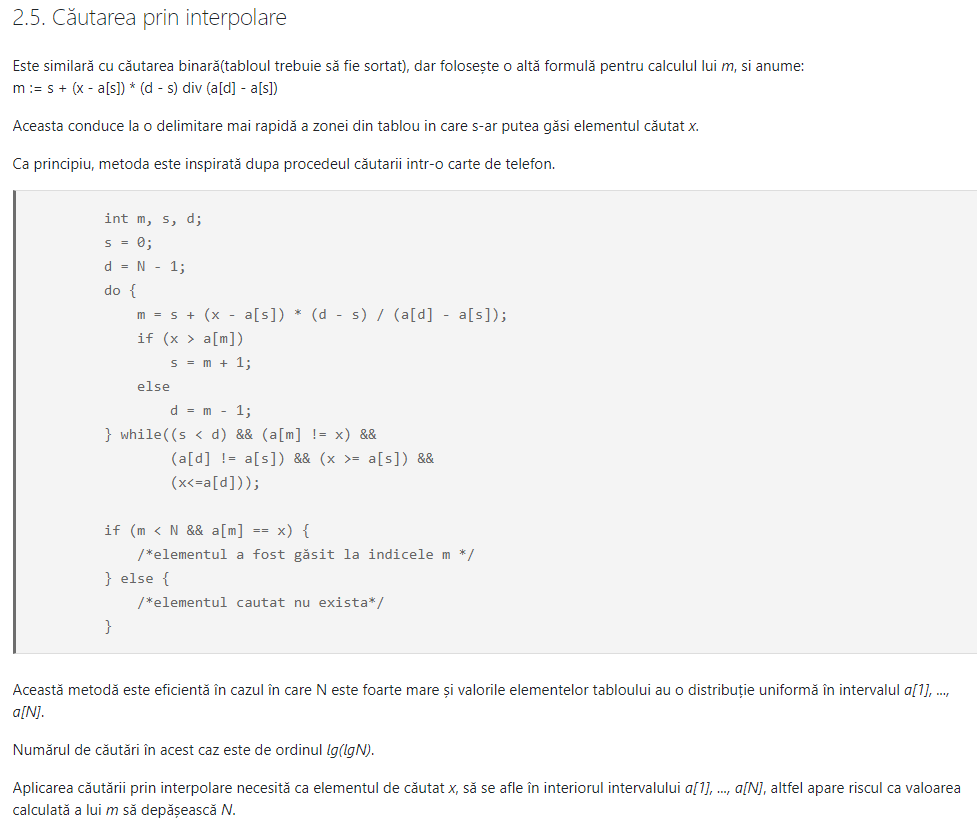 2.5. Căutarea prin interpolare
Este similară cu căutarea binară(tabloul trebuie să fie sortat), dar folosește o altă formulă pentru calculul lui m, si anume:
m := s + (x - a[s]) * (d - s) div (a[d] - a[s])
Aceasta conduce la o delimitare mai rapidă a zonei din tablou in care s-ar putea găsi elementul căutat x.
Ca principiu, metoda este inspirată dupa procedeul căutarii intr-o carte de telefon.
int m, s, d;
s = 0;
d = N - 1;
do {
    m = s + (x - a[s]) * (d - s) / (a[d] - a[s]);
    if (x > a[m])
        s = m + 1;
    else
        d = m - 1;
} while((s < d) && (a[m] != x) &&
        (a[d] != a[s]) && (x >= a[s]) &&
        (x<=a[d]));
if (m < N && a[m] == x) {
    /*elementul a fost găsit la indicele m */
} else {
    /*elementul cautat nu exista*/
}
Această metodă este eficientă în cazul în care N este foarte mare și valorile elementelor tabloului au o distribuție uniformă în intervalul a[1], ...,
a[N].
Numărul de căutări în acest caz este de ordinul lg(lgN).
Aplicarea căutării prin interpolare necesită ca elementul de căutat x, să se afle în interiorul intervalului a[1], ..., a[N], altfel apare riscul ca valoarea
calculată a lui m să depășească N.